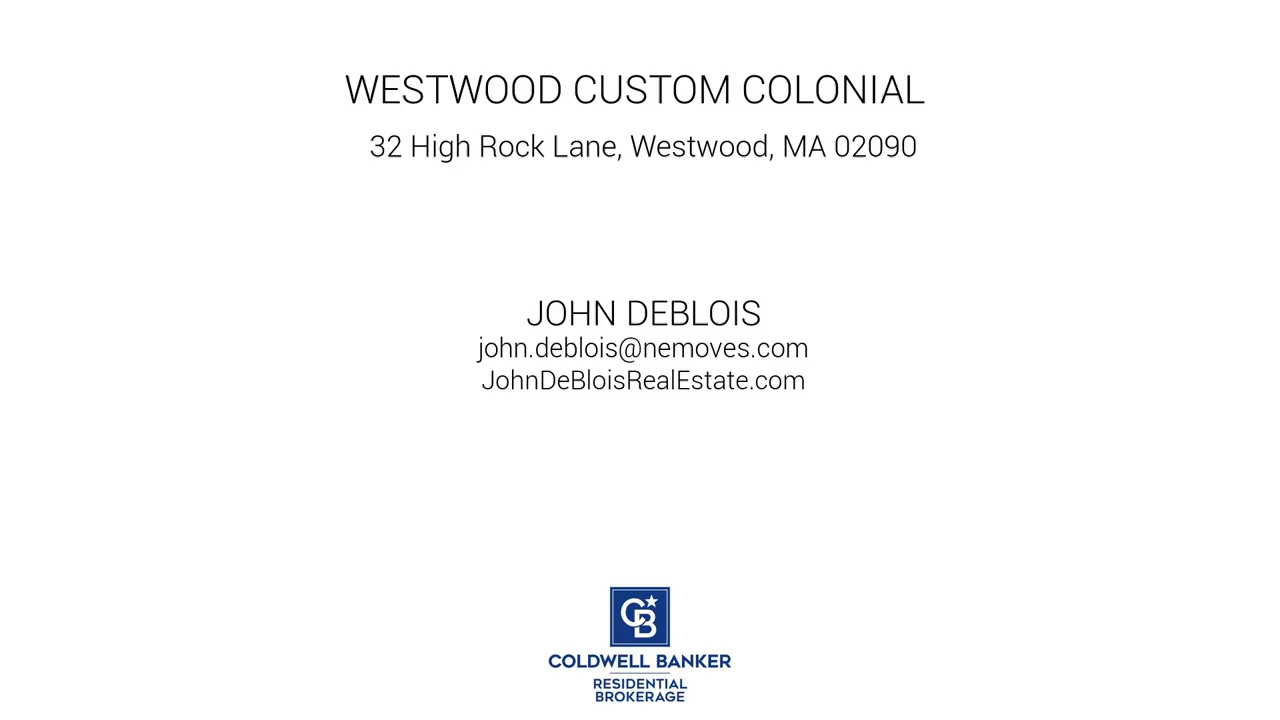 WESTWOOD CUSTOM COLONIAL
32 High Rock Lane, Westwood, MA 02090
JOHN DEBLOIS
john.deblois@nemoves.com
JohnDeBloisRealEstate.com
CB
COLDWELL BANKER
RESIDENTIAL
BROKERAGE